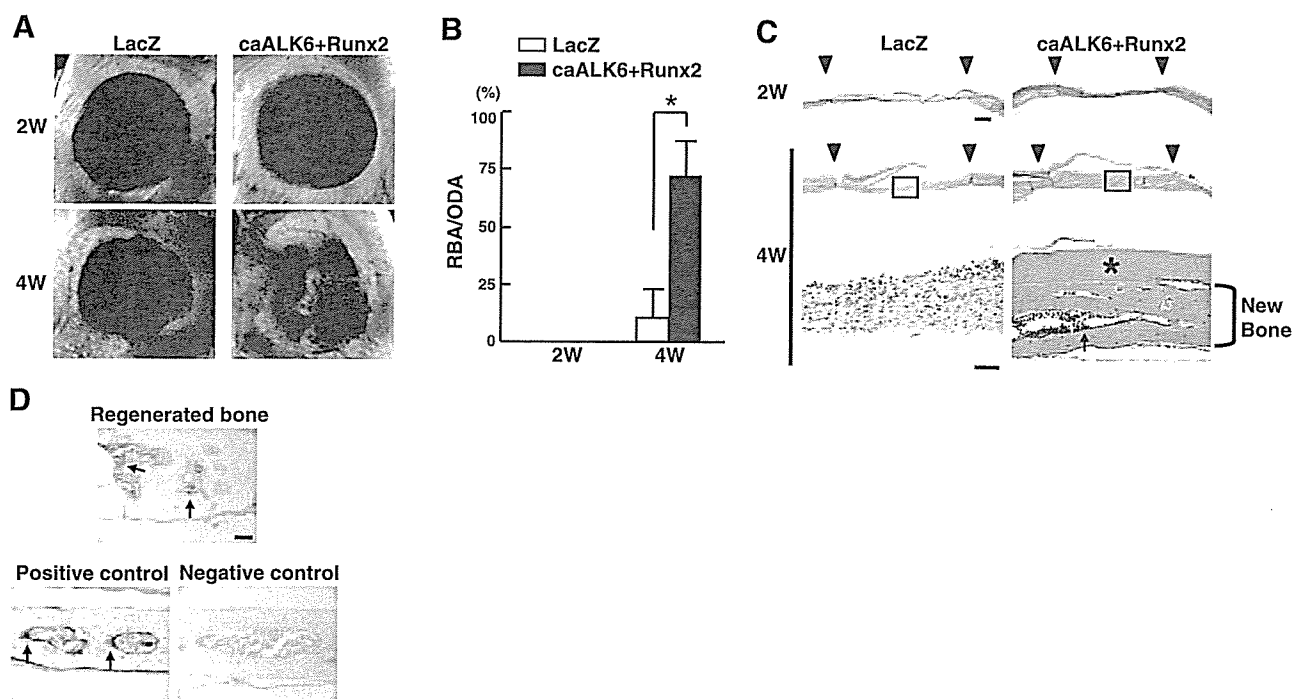 A
LacZ
caALK6+Runx2
2W
4W
B
LacZ
caALK6+Runx2
(%)
100
75
50
25
0
RBA/ODA
*
2W
4W
C
LacZ
caALK6+Runx2
2W
4W
*
New
Bone
D
Regenerated bone
Positive control
Negative control